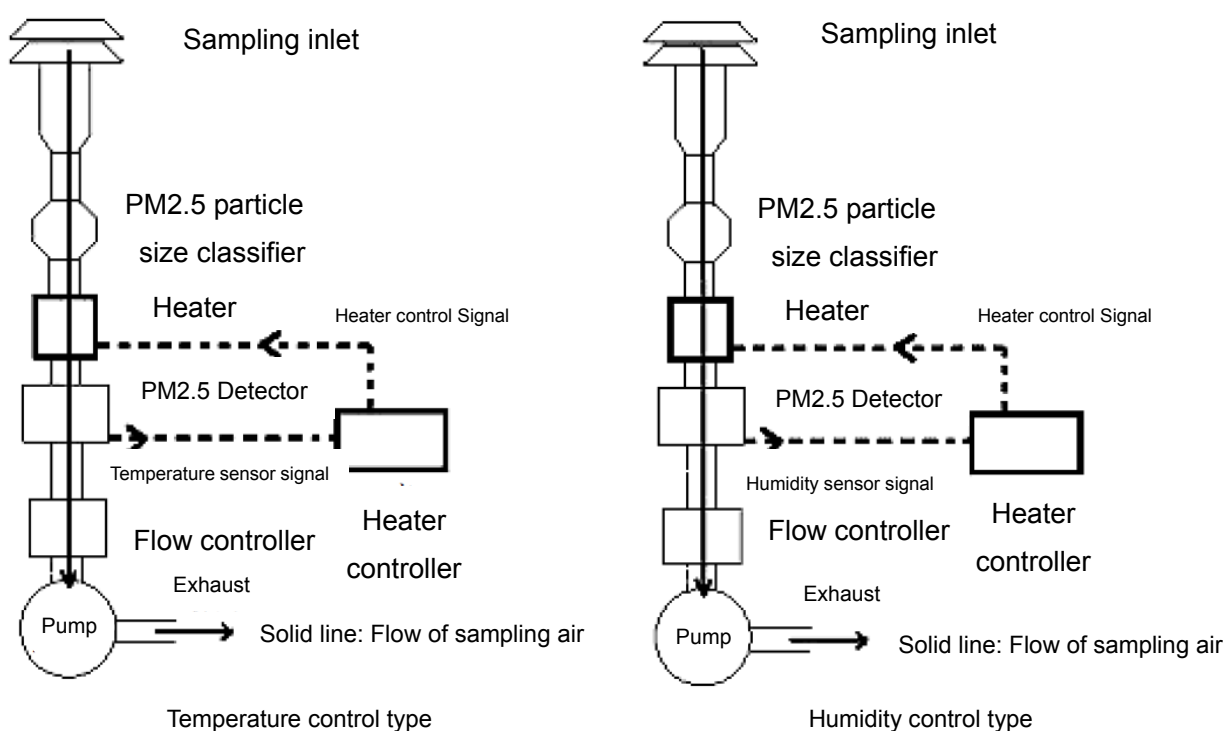 Sampling inlet
PM2.5 particle
size classifier
Heater
Heater control Signal
PM2.5 Detector
Temperature sensor signal
Flow controller
Heater
controller
Exhaust
Pump
Solid line: Flow of sampling air
Temperature control type
Sampling inlet
PM2.5 particle
size classifier
Heater
Heater control Signal
PM2.5 Detector
Humidity sensor signal
Flow controller
Heater
controller
Exhaust
Pump
Solid line: Flow of sampling air
Humidity control type